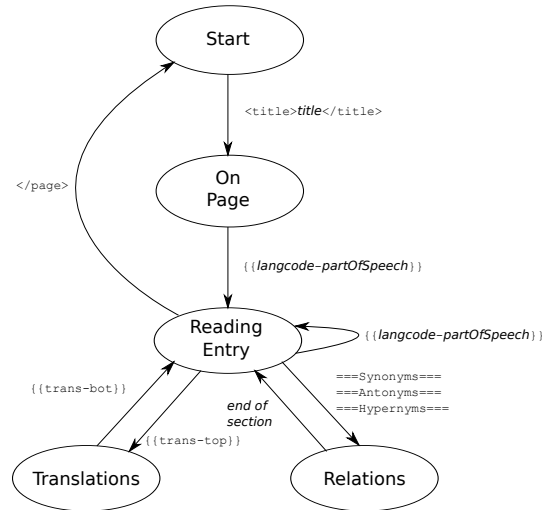 Start
<title>title</title>
On
Page
</page>
{{langcode-partOfSpeech}}
Reading
Entry
{{langcode-partOfSpeech}}
{{trans-bot}}
{{trans-top}}
end of
section
===Synonyms===
===Antonyms===
===Hypernyms===
Translations
Relations